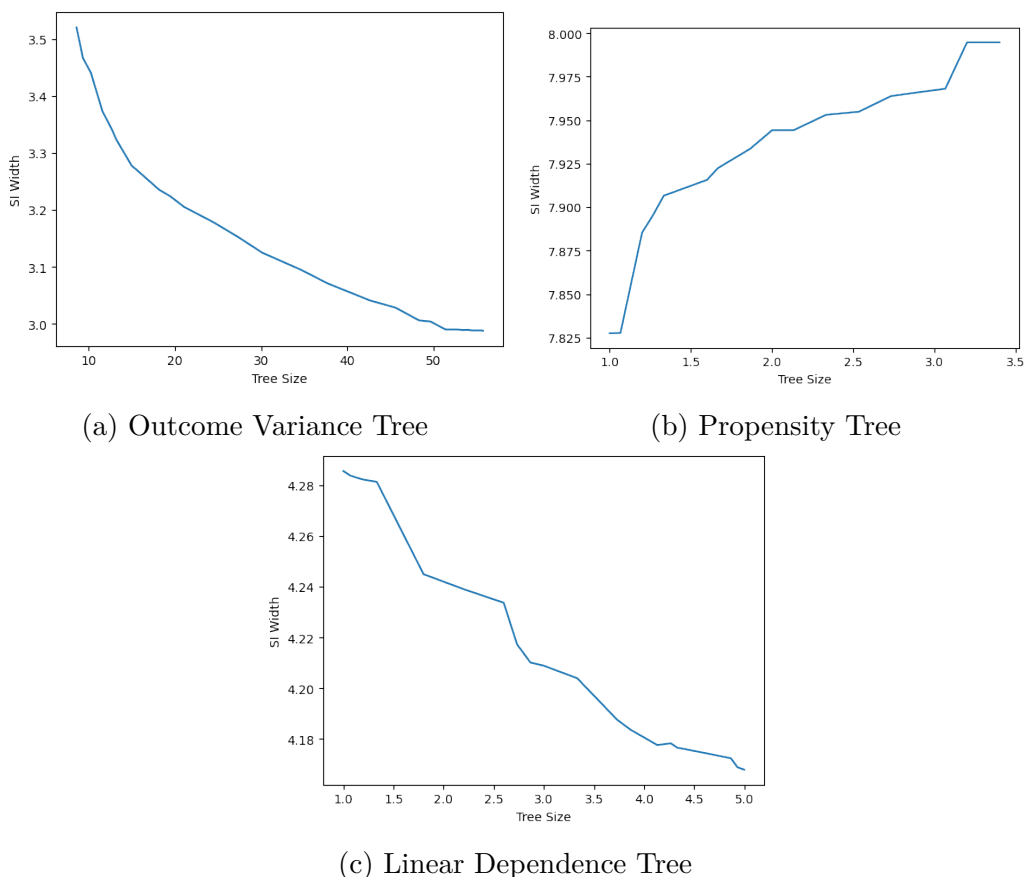 3.5
3.4
3.3
3.2
3.1
3.0
SI Width
10 20 30 40 50
Tree Size
(a) Outcome Variance Tree
8.000
7.975
7.950
7.925
7.900
7.875
7.850
7.825
SI Width
1.0 1.5 2.0 2.5 3.0 3.5
Tree Size
(b) Propensity Tree
4.28
4.26
4.24
4.22
4.20
4.18
SI Width
1.0 1.5 2.0 2.5 3.0 3.5 4.0 4.5 5.0
Tree Size
(c) Linear Dependence Tree